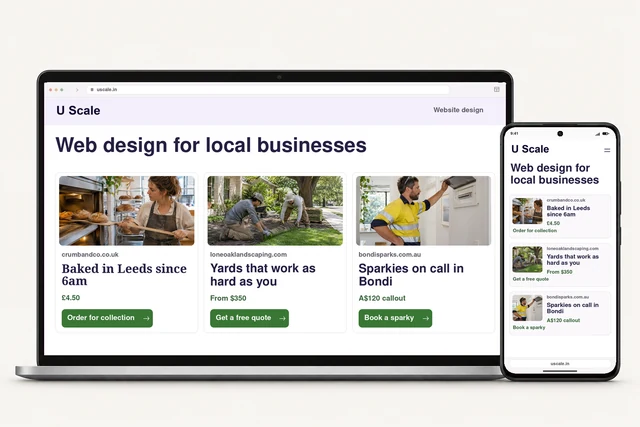 uscale.in
U Scale
Website design
Web design for local businesses
crumbandco.co.uk
Baked in Leeds since
6am
£4.50
Order for collection →
loneoaklandscaping.com
Yards that work as
hard as you
From $350
Get a free quote →
bondisparks.com.au
Sparkies on call in
Bondi
A$120 callout
Book a sparky →
9:41
U Scale
Web design for
local businesses
crumbandco.co.uk
Baked in Leeds
since 6am
£4.50
Order for collection
loneoaklandscaping.com
Yards that work as
hard as you
From $350
Get a free quote
bondisparks.com.au
Sparkies on call in
Bondi
A$120 callout
Book a sparky
uscale.in